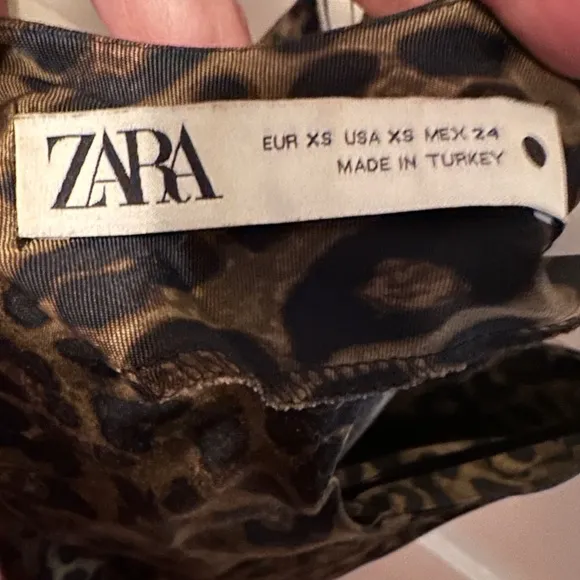 ZARA
EUR XS USA XS MEX 24
MADE IN TURKEY